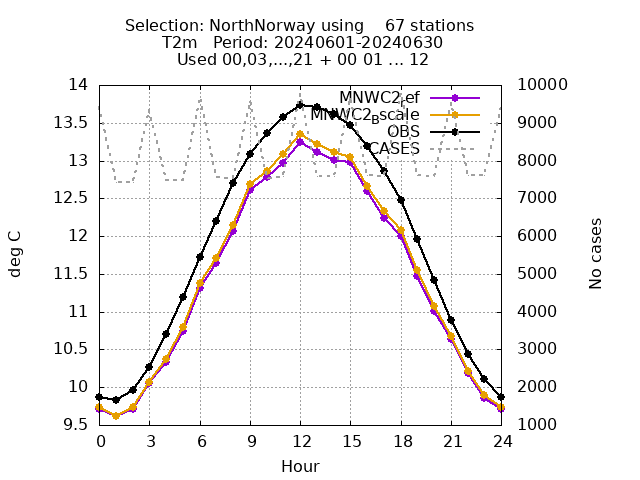 Selection: NorthNorway using    67 stations
T2m   Period: 20240601-20240630
Used 00,03,...,21 + 00 01 ... 12
MNWC2ref
MNWC2Bscale
OBS
CASES
14
13.5
13
12.5
12
11.5
11
10.5
10
9.5
10000
9000
8000
7000
6000
5000
4000
3000
2000
1000
0 3 6 9 12 15 18 21 24
deg C
No cases
Hour